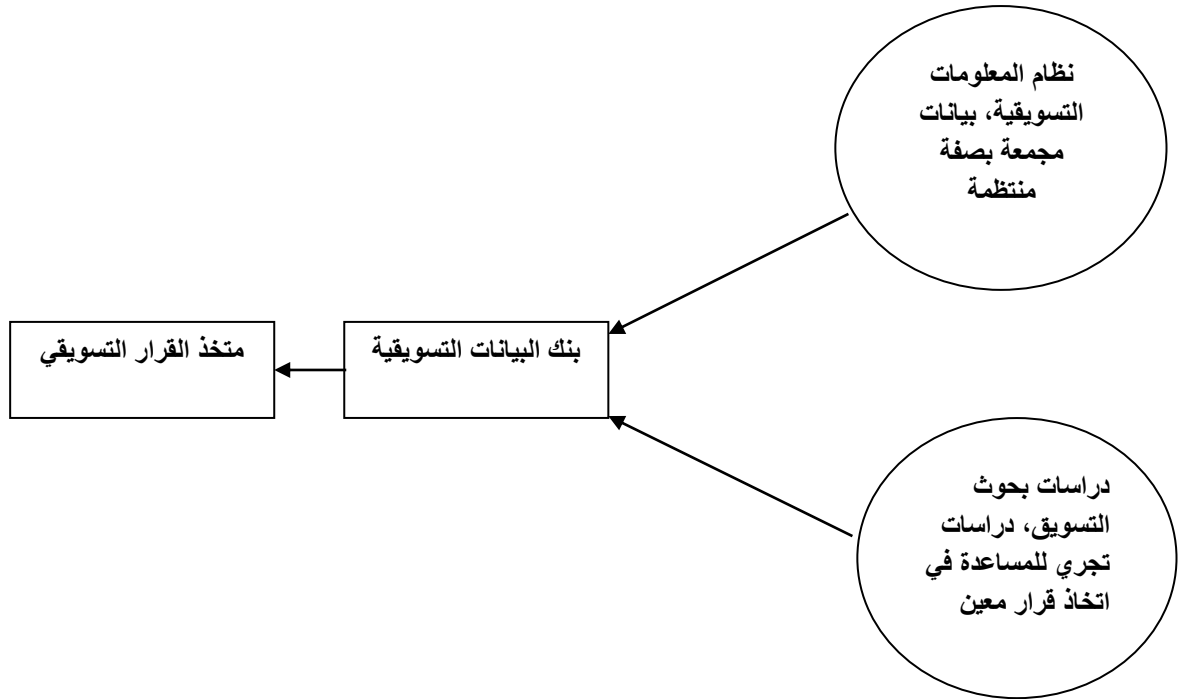 نظام المعلومات
التسويقية، بيانات
مجمعة بصفة
منتظمة
بنك البيانات التسويقية
متخذ القرار التسويقي
دراسات بحوث
التسويق، دراسات
تجري للمساعدة في
اتخاذ قرار معين